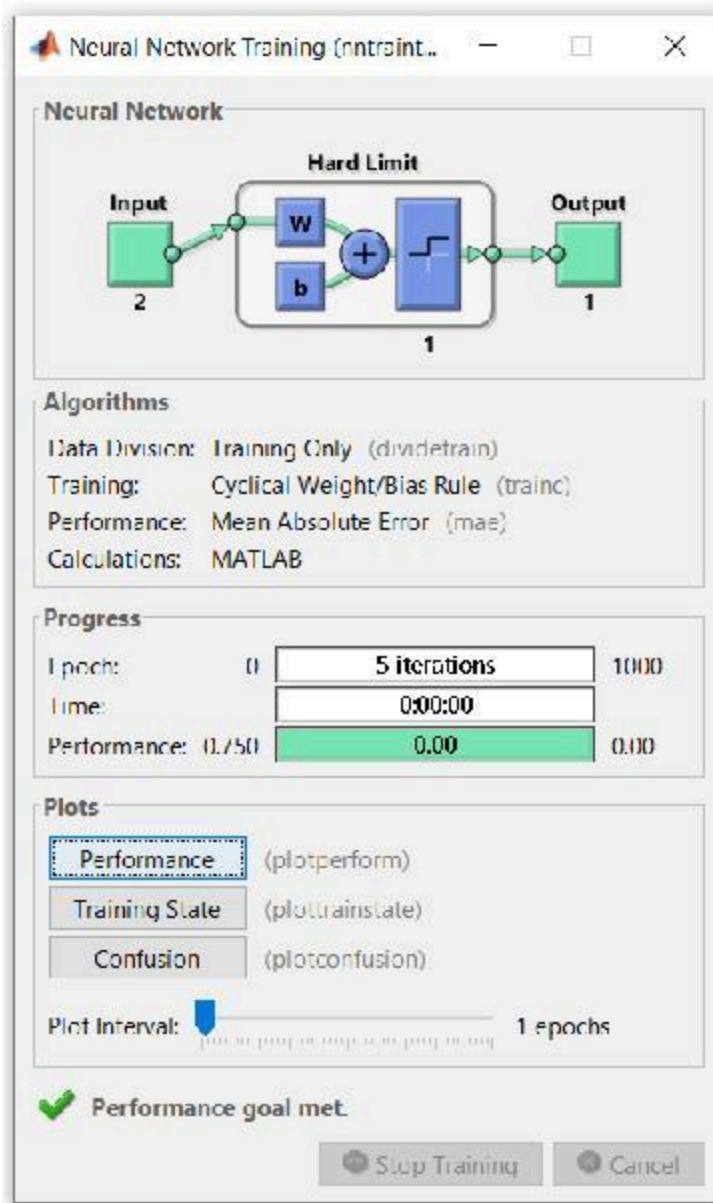 Neural Network Training (nntraint...
Neural Network
Hard Limit
Input
Output
W
b
+
2
1
1
Algorithms
Data Division: Training Only (dividetrain)
Training: Cyclical Weight/Bias Rule (trainc)
Performance: Mean Absolute Error (mae)
Calculations: MATLAB
Progress
Epoch: 0 5 iterations 1000
Time: 0:00:00
Performance: 0.750 0.00 0.00
Plots
Performance (plotperform)
Training State (plottrainstate)
Confusion (plotconfusion)
Plot Interval: 1 epochs
Performance goal met.
Stop Training Cancel